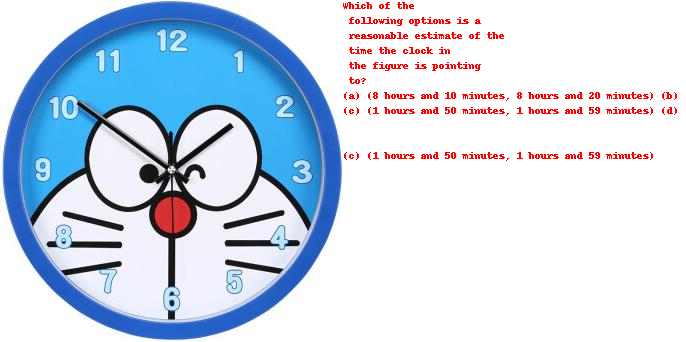 12
11 1
10 2
9 3
8 4
7 5
6
Which of the
following options is a
reasonable estimate of the
time the clock in
the figure is pointing
to?
(a) (8 hours and 10 minutes, 8 hours and 20 minutes) (b)
(c) (1 hours and 50 minutes, 1 hours and 59 minutes) (d)
(c) (1 hours and 50 minutes, 1 hours and 59 minutes)